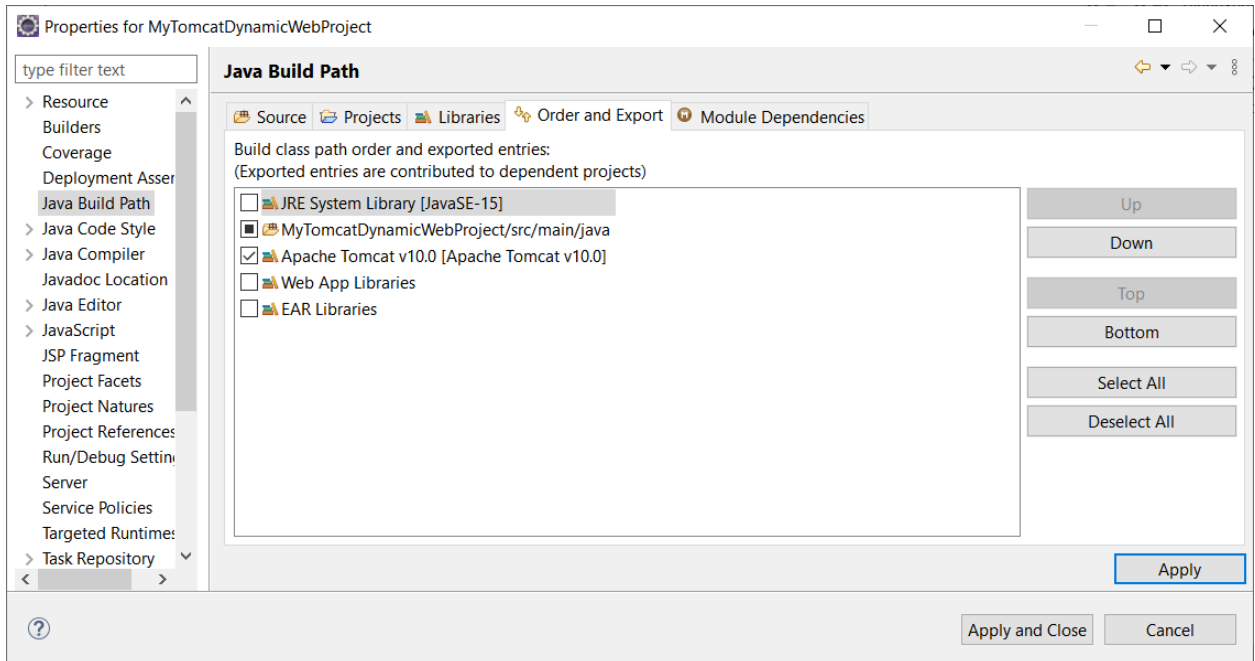 Properties for MyTomcatDynamicWebProject
type filter text
Resource
Builders
Coverage
Deployment Asser
Java Build Path
Java Code Style
Java Compiler
Javadoc Location
Java Editor
JavaScript
JSP Fragment
Project Facets
Project Natures
Project References
Run/Debug Settin
Server
Service Policies
Targeted Runtimes
Task Repository
Java Build Path
Source Projects Libraries Order and Export Module Dependencies
Build class path order and exported entries:
(Exported entries are contributed to dependent projects)
JRE System Library [JavaSE-15]
MyTomcatDynamicWebProject/src/main/java
Apache Tomcat v10.0 [Apache Tomcat v10.0]
Web App Libraries
EAR Libraries
Up
Down
Top
Bottom
Select All
Deselect All
Apply
Apply and Close Cancel